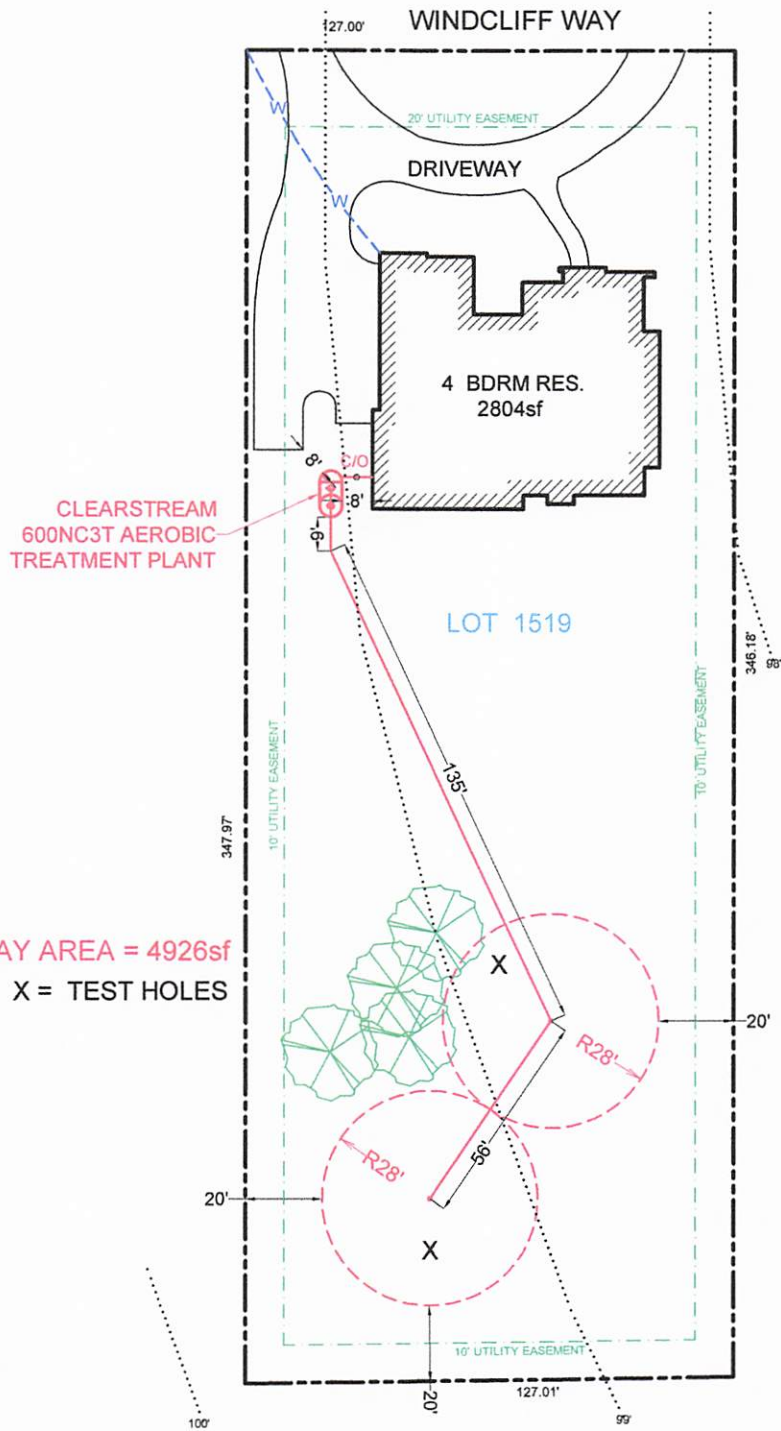 WINDCLIFF WAY
127.00'
20' UTILITY EASEMENT
W
DRIVEWAY
W
4 BDRM RES.
2804sf
C/O
8'
8'
CLEARSTREAM
600NC3T AEROBIC
TREATMENT PLANT
9'
LOT 1519
346.18'
98'
10' UTILITY EASEMENT
10' UTILITY EASEMENT
135'
347.97'
AY AREA = 4926sf
X = TEST HOLES
X
20'
R28'
56'
R28'
20'
X
10' UTILITY EASEMENT
20'
127.01'
100'
99'